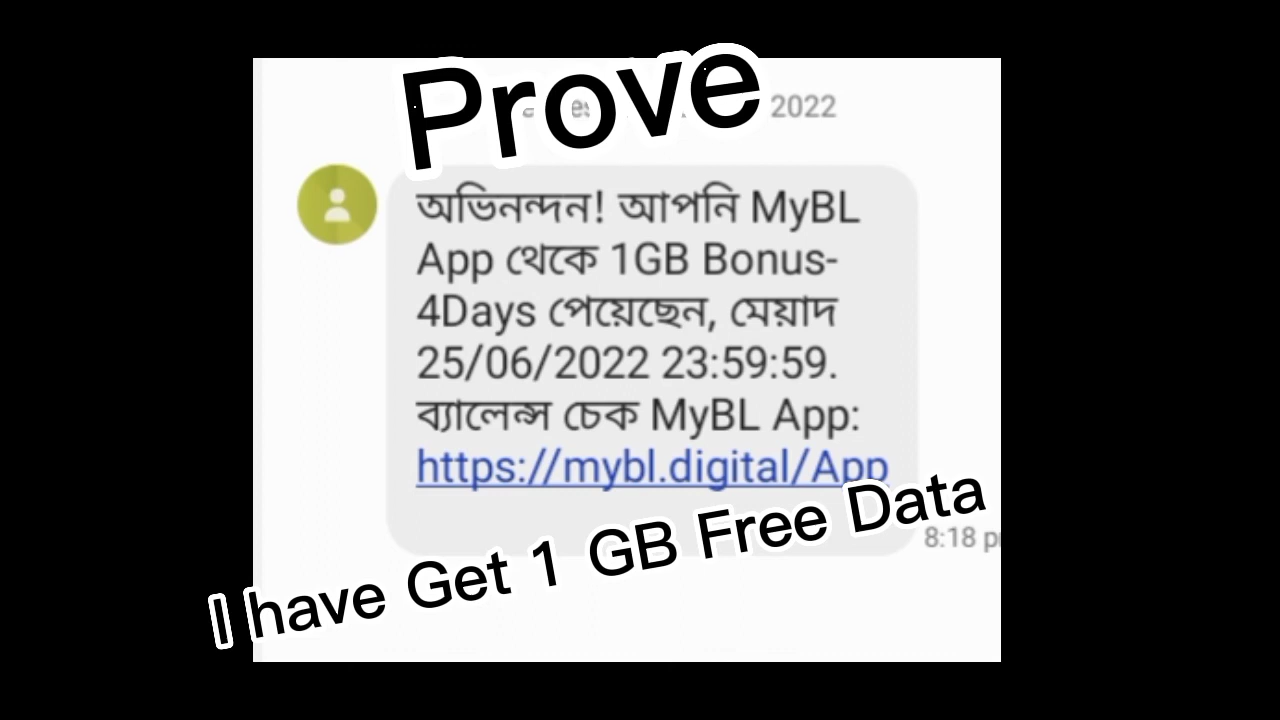 Prove
2022
অভিনন্দন! আপনি MyBL
App থেকে 1GB Bonus-
4Days পেয়েছেন, মেয়াদ
25/06/2022 23:59:59.
ব্যালেন্স চেক MyBL App:
https://mybl.digital/App
8:18
I have Get 1 GB Free Data